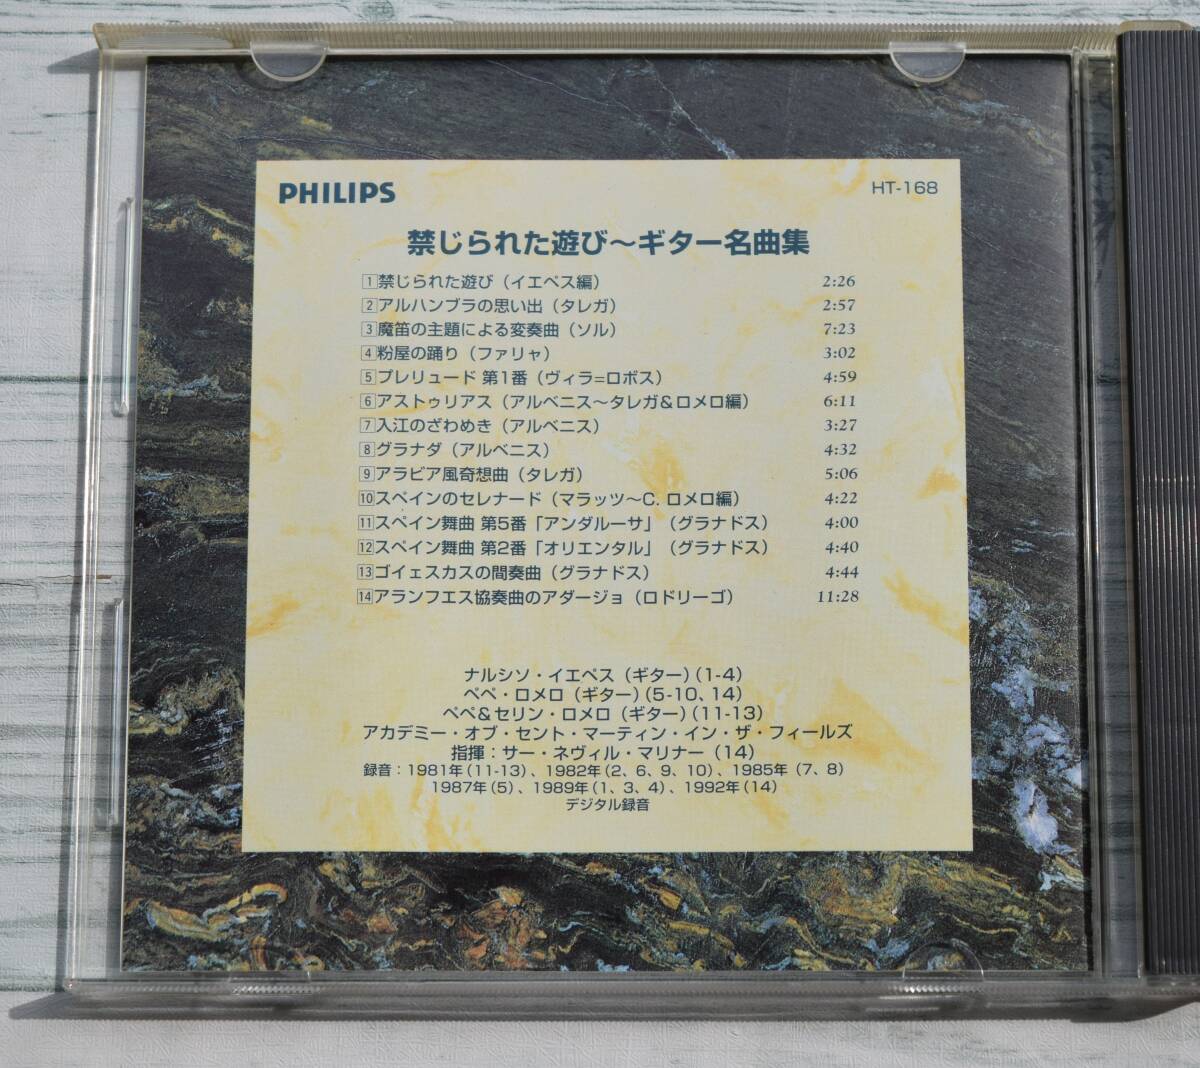 PHILIPS
HT-168
禁じられた遊び〜ギター名曲集
1 禁じられた遊び（イエペス編） 2:26
2 アルハンブラの思い出（タレガ） 2:57
3 魔笛の主題による変奏曲（ソル） 7:23
4 粉屋の踊り（ファリャ） 3:02
5 プレリュード 第1番（ヴィラ=ロボス） 4:59
6 アストゥリアス（アルベニス〜タレガ＆ロメロ編） 6:11
7 入江のざわめき（アルベニス） 3:27
8 グラナダ（アルベニス） 4:32
9 アラビア風奇想曲（タレガ） 5:06
10 スペインのセレナード（マラッツ〜C. ロメロ編） 4:22
11 スペイン舞曲 第5番「アンダルーサ」（グラナドス） 4:00
12 スペイン舞曲 第2番「オリエンタル」（グラナドス） 4:40
13 ゴイェスカスの間奏曲（グラナドス） 4:44
14 アランフエス協奏曲のアダージョ（ロドリーゴ） 11:28
ナルシソ・イエペス（ギター）（1-4）
ペペ・ロメロ（ギター）（5-10、14）
ペペ＆セリン・ロメロ（ギター）（11-13）
アカデミー・オブ・セント・マーティン・イン・ザ・フィールズ
指揮：サー・ネヴィル・マリナー（14）
録音：1981年（11-13）、1982年（2、6、9、10）、1985年（7、8）
1987年（5）、1989年（1、3、4）、1992年（14）
デジタル録音